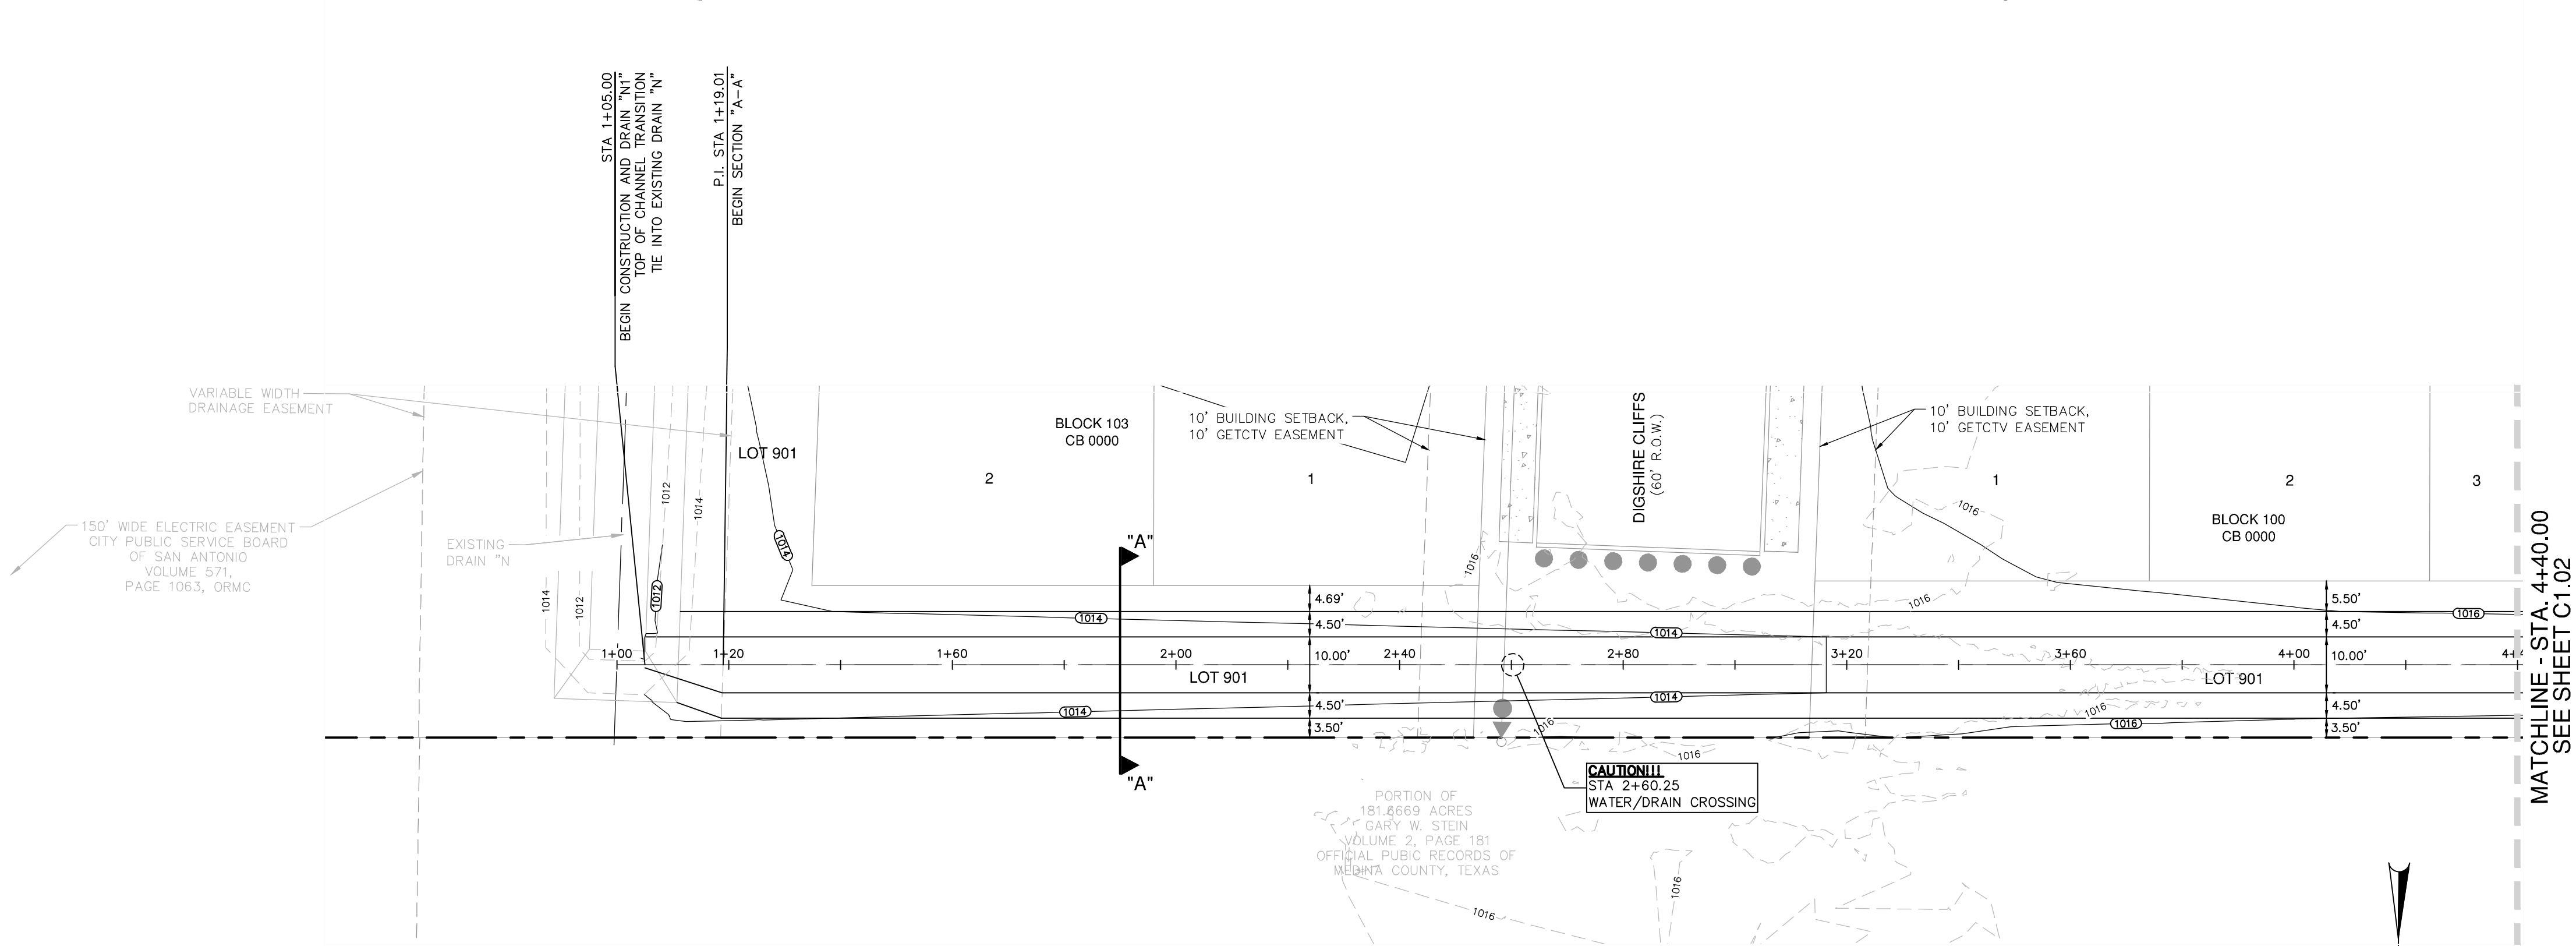 STA 1+05.00
BEGIN CONSTRUCTION AND DRAIN "N1"
TOP OF CHANNEL TRANSITION
TIE INTO EXISTING DRAIN "N"
P.I. STA 1+19.01
BEGIN SECTION "A-A"
VARIABLE WIDTH
DRAINAGE EASEMENT
150' WIDE ELECTRIC EASEMENT
CITY PUBLIC SERVICE BOARD
OF SAN ANTONIO
VOLUME 571,
PAGE 1063, ORMC
EXISTING
DRAIN "N
1014
1012
1012
1012
1014
LOT 901
1014
2
BLOCK 103
CB 0000
1
10' BUILDING SETBACK,
10' GETCTV EASEMENT
DIGSHIRE CLIFFS
(60' R.O.W.)
10' BUILDING SETBACK,
10' GETCTV EASEMENT
1
2
3
BLOCK 100
CB 0000
1016
1016
1016
"A"
4.69'
4.50'
10.00'
4.50'
3.50'
5.50'
4.50'
10.00'
4.50'
3.50'
1014
1014
1016
1+00
1+20
1+60
2+00
2+40
2+80
3+20
3+60
4+00
LOT 901
LOT 901
1014
1014
1016
1016
1016
1016
"A"
CAUTION!!!
STA 2+60.25
WATER/DRAIN CROSSING
PORTION OF
181.6669 ACRES
GARY W. STEIN
VOLUME 2, PAGE 181
OFFICIAL PUBIC RECORDS OF
MEDINA COUNTY, TEXAS
1016
1016
MATCHLINE - STA. 4+40.00
SEE SHEET C1.02